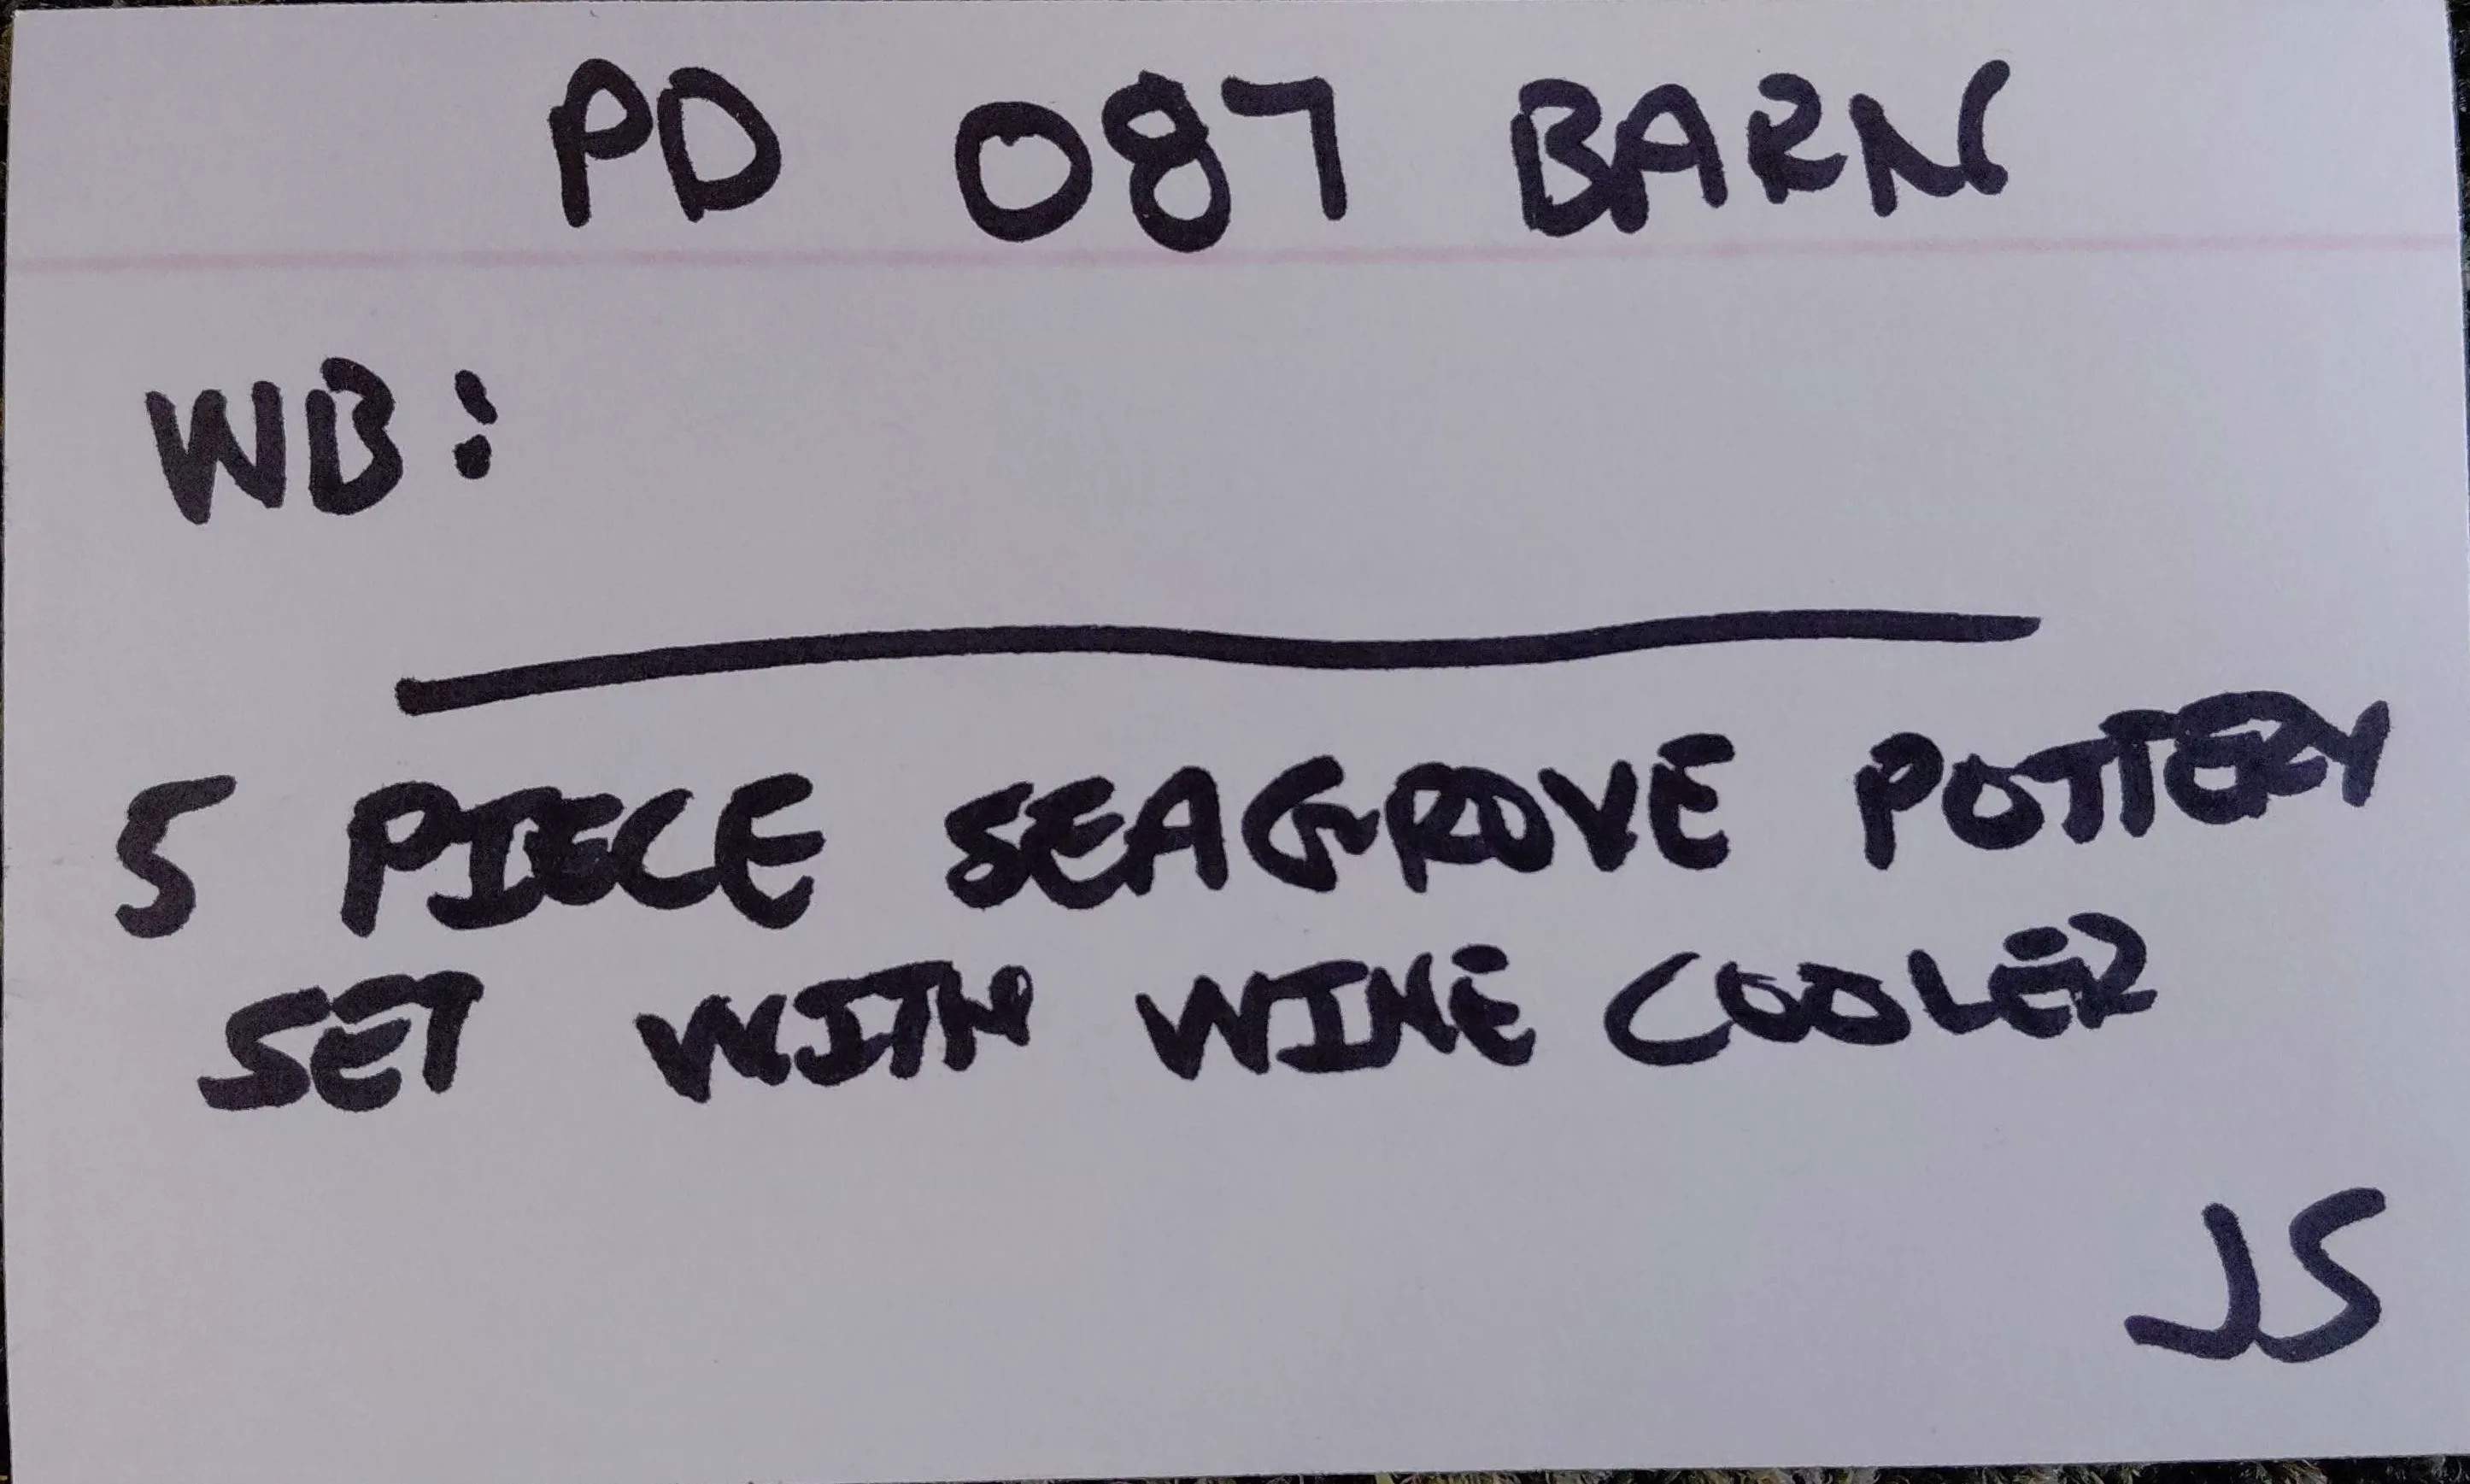 PD 087 BARN
WB:
5 PIECE SEAGROVE POTTERY
SET WITH WINE COOLER
JS